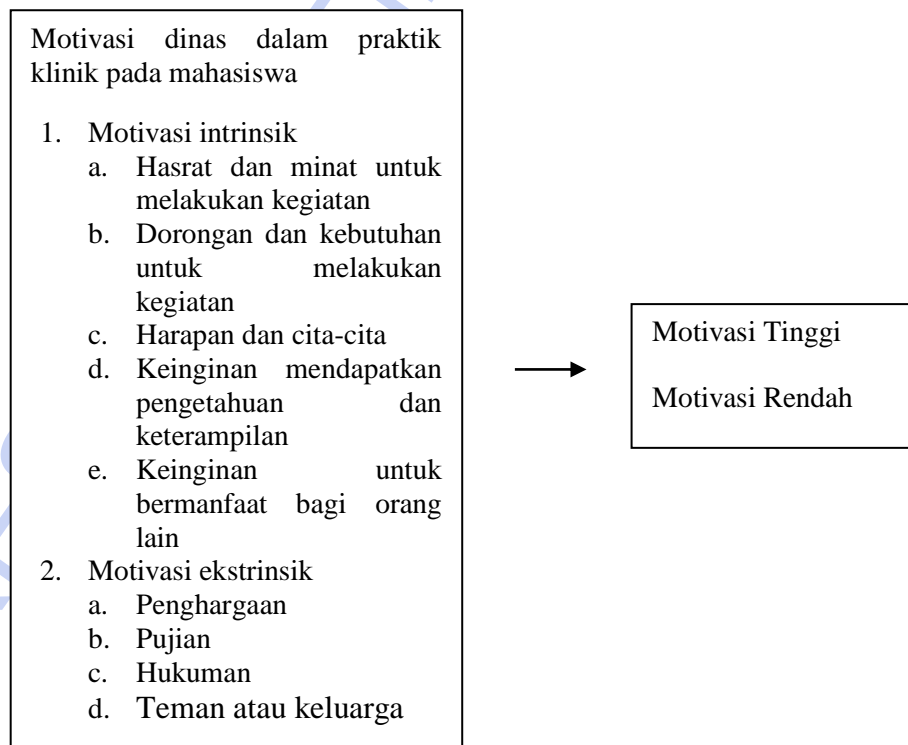 Motivasi dinas dalam praktik
klinik pada mahasiswa
1. Motivasi intrinsik
a. Hasrat dan minat untuk
melakukan kegiatan
b. Dorongan dan kebutuhan
untuk melakukan
kegiatan
c. Harapan dan cita-cita
d. Keinginan mendapatkan
pengetahuan dan
keterampilan
e. Keinginan untuk
bermanfaat bagi orang
lain
2. Motivasi ekstrinsik
a. Penghargaan
b. Pujian
c. Hukuman
d. Teman atau keluarga
Motivasi Tinggi
Motivasi Rendah